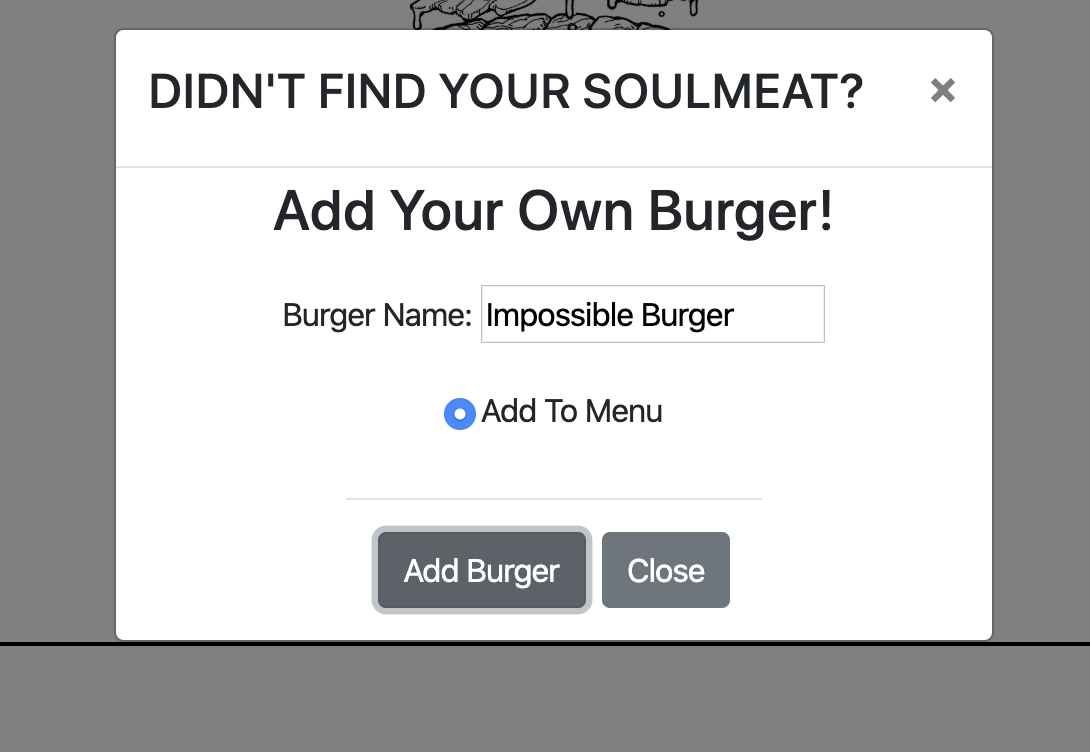 DIDN'T FIND YOUR SOULMEAT? ×
Add Your Own Burger!
Burger Name: Impossible Burger
Add To Menu
Add Burger Close